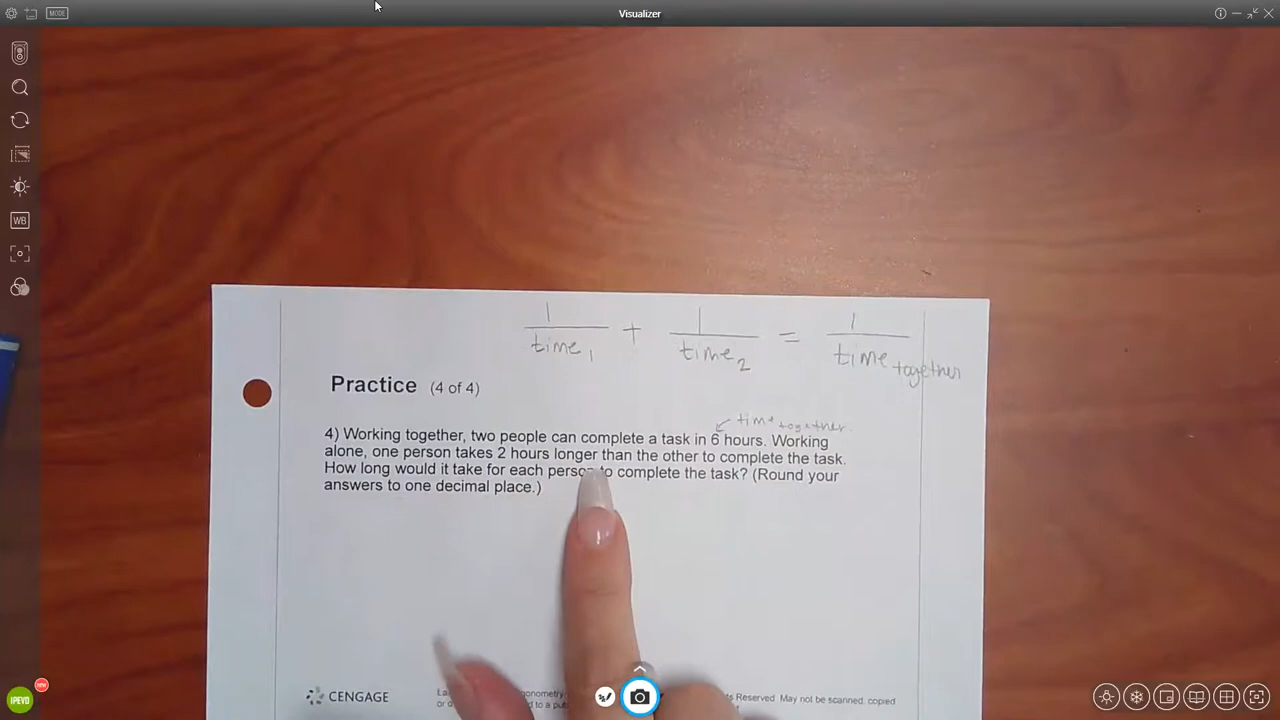 MODE
Visualizer
1 1 1
time1 + time2 = time together
Practice (4 of 4)
time together.
4) Working together, two people can complete a task in 6 hours. Working
alone, one person takes 2 hours longer than the other to complete the task.
How long would it take for each person to complete the task? (Round your
answers to one decimal place.)
WB
CENGAGE
Reserved. May not be scanned, copied
IPEVO
new